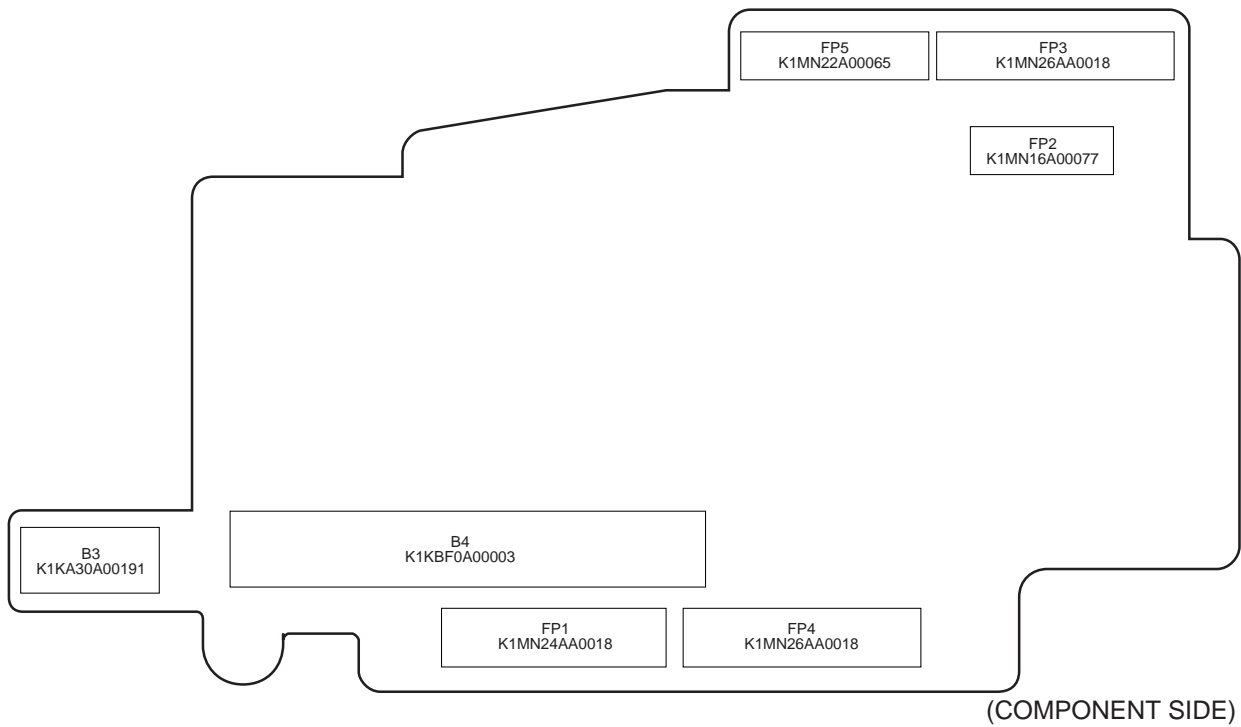 FP5
K1MN22A00065
FP3
K1MN26AA0018
FP2
K1MN16A00077
B3
K1KA30A00191
B4
K1KBF0A00003
FP1
K1MN24AA0018
FP4
K1MN26AA0018
(COMPONENT SIDE)